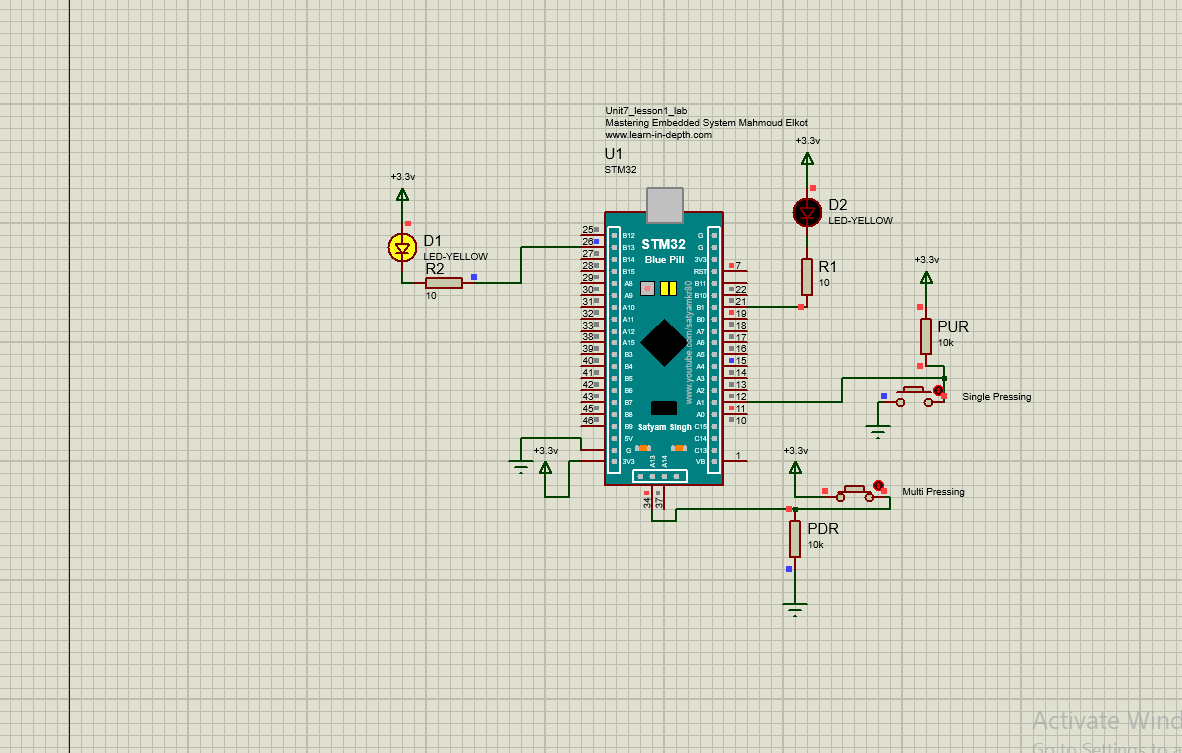 Unit7_lesson1_lab
Mastering Embedded System Mahmoud Elkot
www.learn-in-depth.com
+3.3v
U1
STM32
+3.3v
D2
LED-YELLOW
D1
LED-YELLOW
R2
10
R1
10
+3.3v
PUR
10k
Single Pressing
STM32
Blue Pill
www.youtube.com/satyamkr80
Satyam Singh
25 B12
26 B13
27 B14
28 B15
29 A8
30 A9
31 A10
32 A11
33 A12
38 A15
39 B3
40 B4
41 B5
42 B6
43 B7
45 B8
46 B9
5V
G
3V3
G
G
3V3
RST 7
B11 22
B10 21
B1 19
B0 18
A7 17
A6 16
A5 15
A4 14
A3 13
A2 12
A1 11
A0 10
C15
C14
C13
VB 1
A13
A14
34
37
+3.3v
+3.3v
Multi Pressing
PDR
10k
Activate Wind
Go to Settings to a